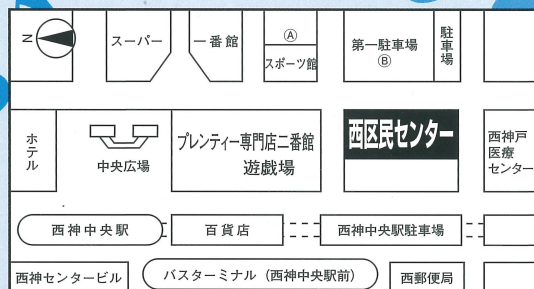 N
スーパー
一番館
Ⓐ
スポーツ館
第一駐車場
Ⓑ
駐車場
ホテル
中央広場
プレンティー専門店二番館
遊戯場
西区民センター
西神戸
医療
センター
西神中央駅
百貨店
西神中央駅駐車場
西神センタービル
バスターミナル（西神中央駅前）
西郵便局